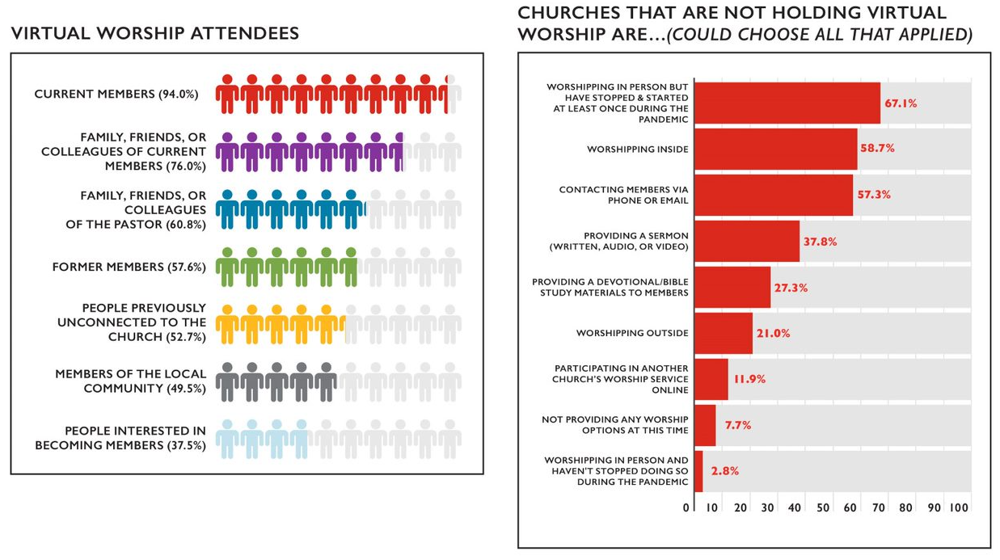 VIRTUAL WORSHIP ATTENDEES
CURRENT MEMBERS (94.0%)
FAMILY, FRIENDS, OR
COLLEAGUES OF CURRENT
MEMBERS (76.0%)
FAMILY, FRIENDS, OR
COLLEAGUES
OF THE PASTOR (60.8%)
FORMER MEMBERS (57.6%)
PEOPLE PREVIOUSLY
UNCONNECTED TO THE
CHURCH (52.7%)
MEMBERS OF THE LOCAL
COMMUNITY (49.5%)
PEOPLE INTERESTED IN
BECOMING MEMBERS (37.5%)
CHURCHES THAT ARE NOT HOLDING VIRTUAL
WORSHIP ARE...(COULD CHOOSE ALL THAT APPLIED)
WORSHIPPING IN PERSON BUT
HAVE STOPPED & STARTED
AT LEAST ONCE DURING THE
PANDEMIC
67.1%
WORSHIPPING INSIDE
58.7%
CONTACTING MEMBERS VIA
PHONE OR EMAIL
57.3%
PROVIDING A SERMON
(WRITTEN, AUDIO, OR VIDEO)
37.8%
PROVIDING A DEVOTIONAL/BIBLE
STUDY MATERIALS TO MEMBERS
27.3%
WORSHIPPING OUTSIDE
21.0%
PARTICIPATING IN ANOTHER
CHURCH'S WORSHIP SERVICE
ONLINE
11.9%
NOT PROVIDING ANY WORSHIP
OPTIONS AT THIS TIME
7.7%
WORSHIPPING IN PERSON AND
HAVEN'T STOPPED DOING SO
DURING THE PANDEMIC
2.8%
0 10 20 30 40 50 60 70 80 90 100